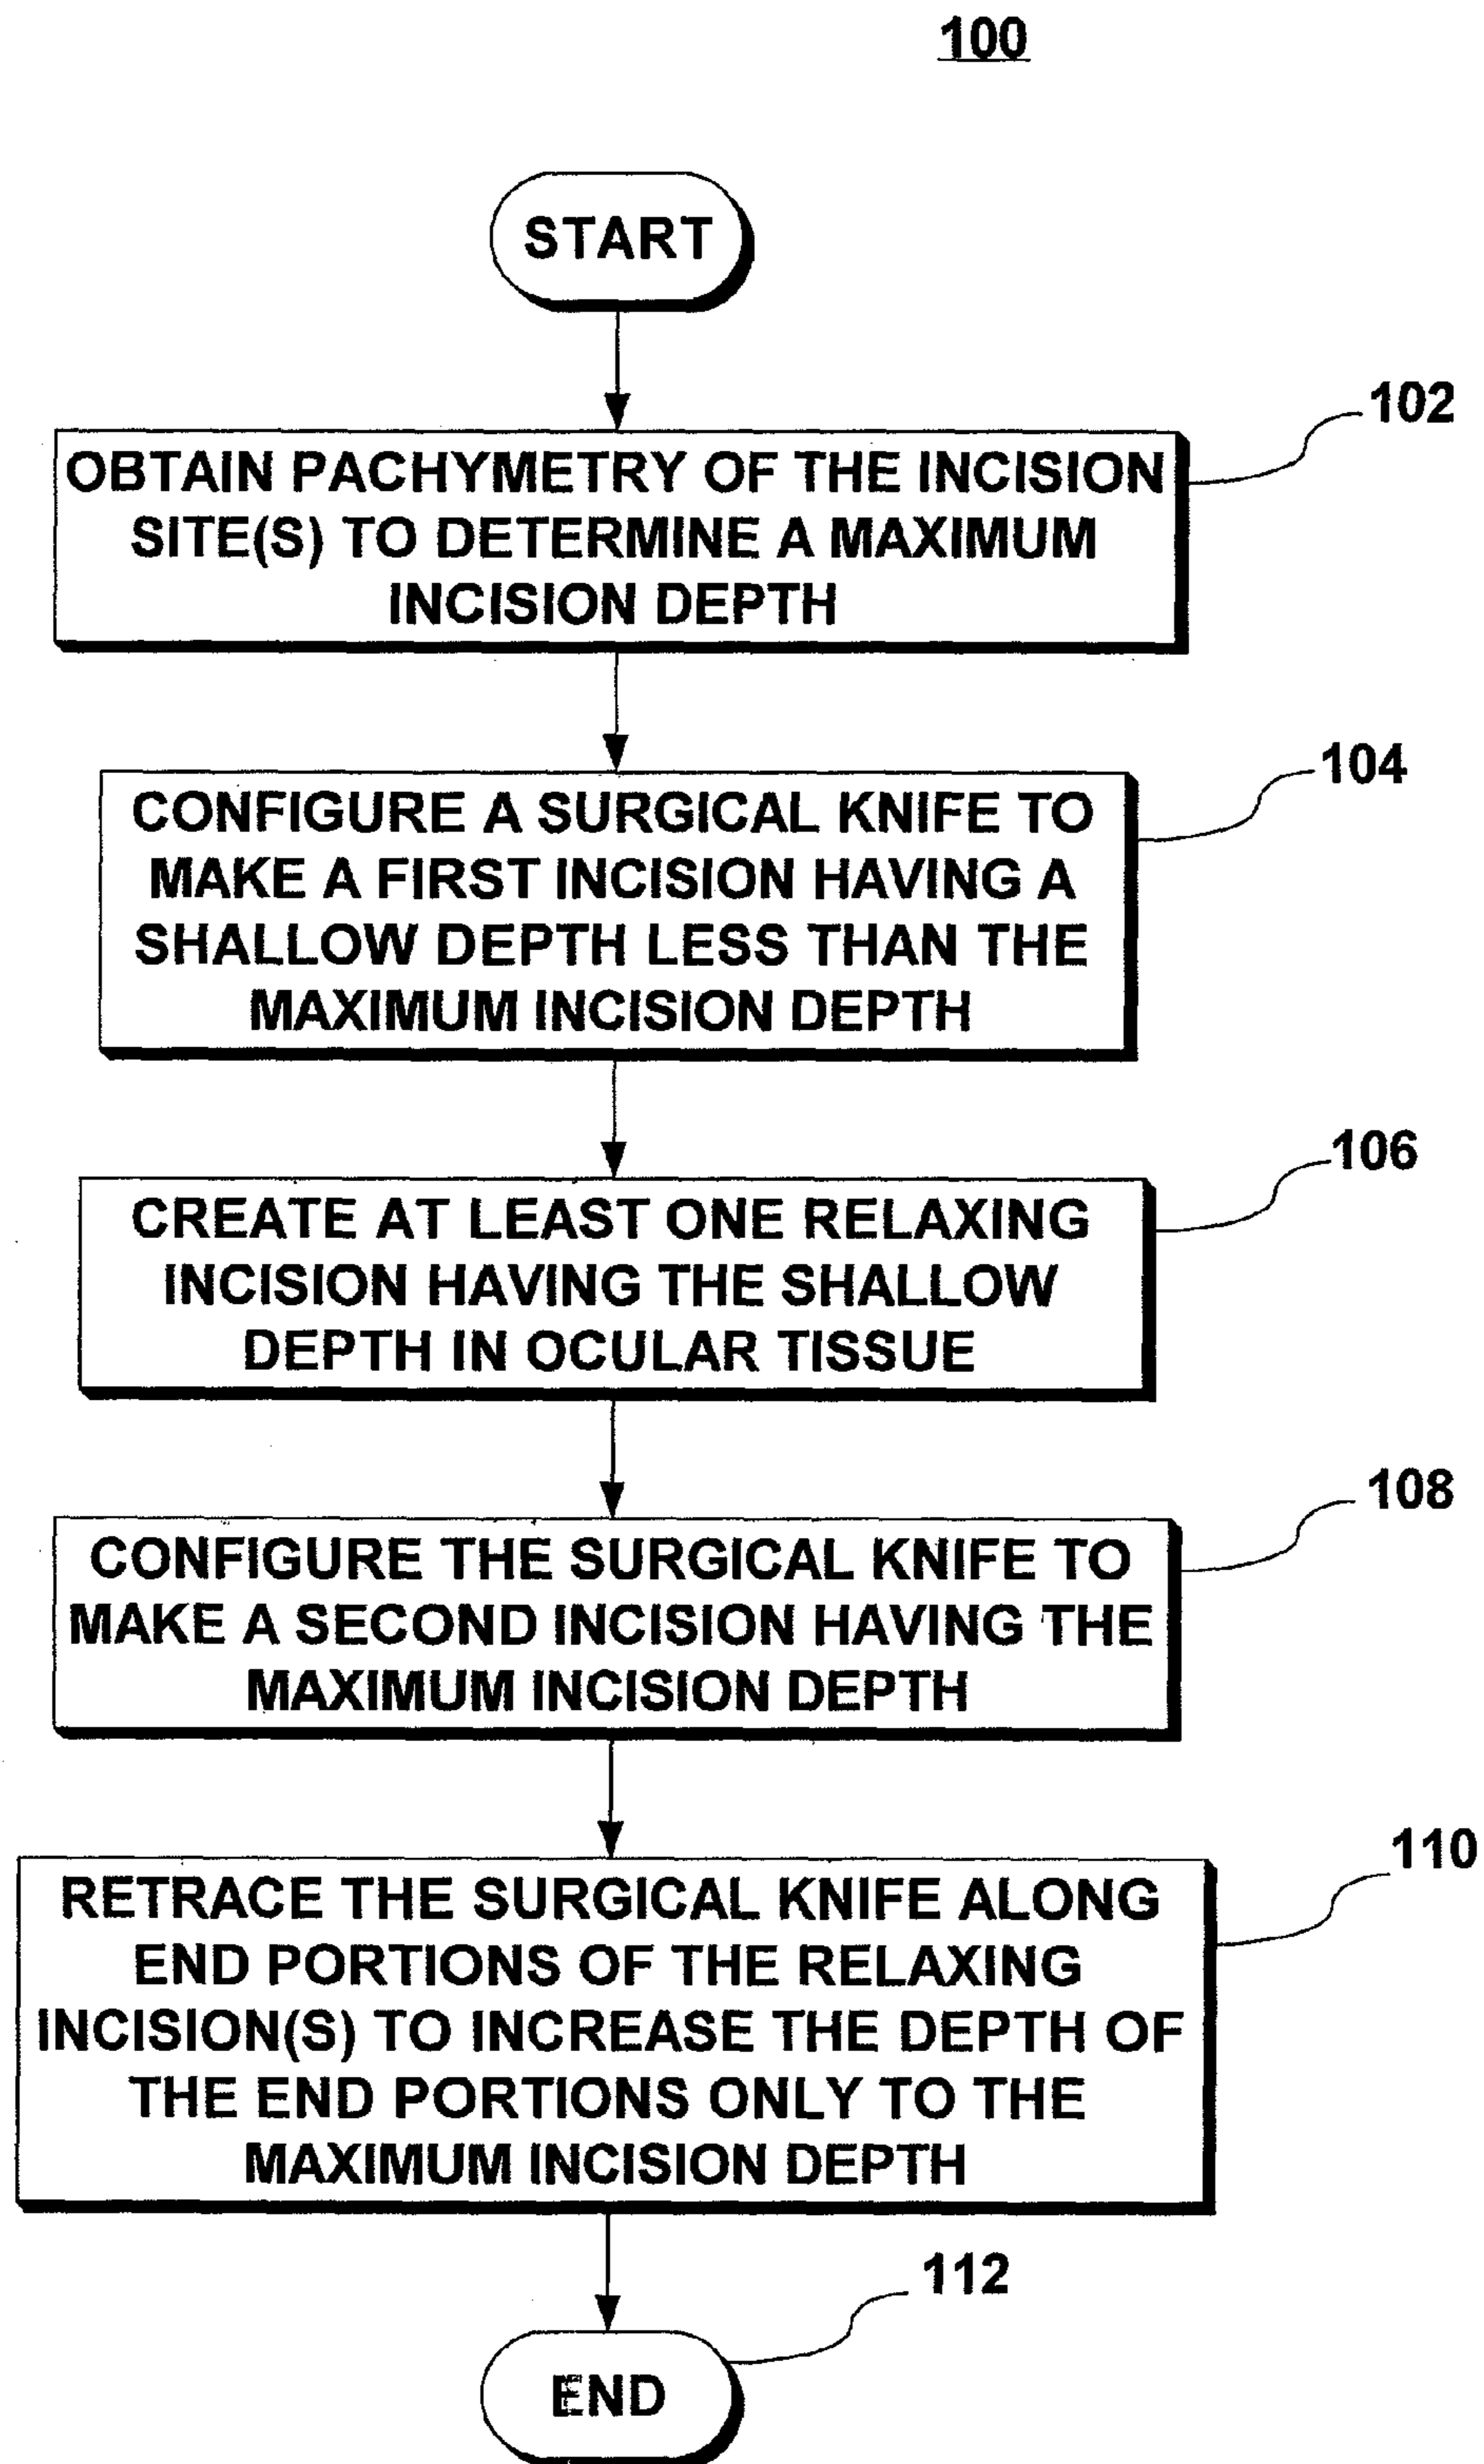 100
START
102
OBTAIN PACHYMETRY OF THE INCISION
SITE(S) TO DETERMINE A MAXIMUM
INCISION DEPTH
104
CONFIGURE A SURGICAL KNIFE TO
MAKE A FIRST INCISION HAVING A
SHALLOW DEPTH LESS THAN THE
MAXIMUM INCISION DEPTH
106
CREATE AT LEAST ONE RELAXING
INCISION HAVING THE SHALLOW
DEPTH IN OCULAR TISSUE
108
CONFIGURE THE SURGICAL KNIFE TO
MAKE A SECOND INCISION HAVING THE
MAXIMUM INCISION DEPTH
110
RETRACE THE SURGICAL KNIFE ALONG
END PORTIONS OF THE RELAXING
INCISION(S) TO INCREASE THE DEPTH OF
THE END PORTIONS ONLY TO THE
MAXIMUM INCISION DEPTH
112
END